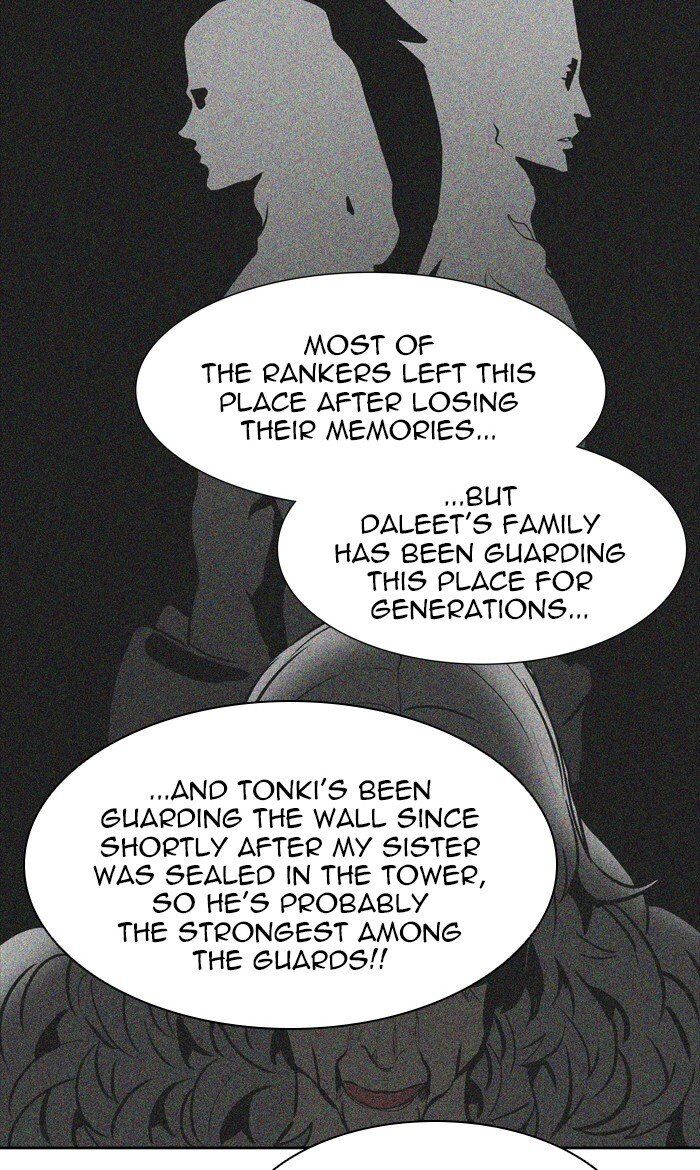 MOST OF
THE RANKERS LEFT THIS
PLACE AFTER LOSING
THEIR MEMORIES...
...BUT
DALEET'S FAMILY
HAS BEEN GUARDING
THIS PLACE FOR
GENERATIONS...
...AND TONKI'S BEEN
GUARDING THE WALL SINCE
SHORTLY AFTER MY SISTER
WAS SEALED IN THE TOWER,
SO HE'S PROBABLY
THE STRONGEST AMONG
THE GUARDS!!